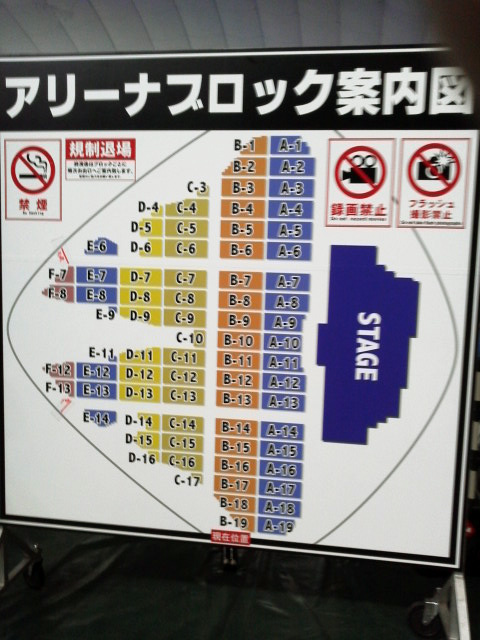 アリーナブロック案内図
禁煙
No Smoking
規制退場
録画禁止
フラッシュ
撮影禁止
B-1 A-1
B-2 A-2
C-3 B-3 A-3
D-4 C-4 B-4 A-4
D-5 C-5 B-5 A-5
E-6 D-6 C-6 B-6 A-6
F-7 E-7 D-7 C-7 B-7 A-7
F-8 E-8 D-8 C-8 B-8 A-8
E-9 D-9 C-9 B-9 A-9
C-10 B-10 A-10
E-11 D-11 C-11 B-11 A-11
F-12 E-12 D-12 C-12 B-12 A-12
F-13 E-13 D-13 C-13 B-13 A-13
E-14 D-14 C-14 B-14 A-14
D-15 C-15 B-15 A-15
D-16 C-16 B-16 A-16
C-17 B-17 A-17
B-18 A-18
B-19 A-19
STAGE
現在位置